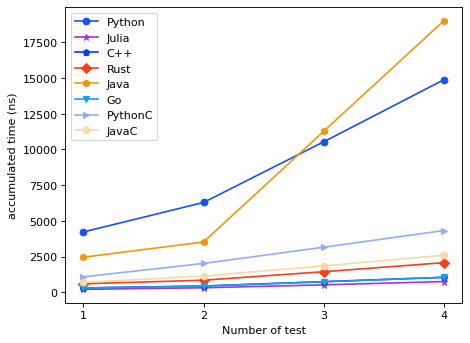 17500
15000
12500
10000
7500
5000
2500
0
accumulated time (ns)
Python
Julia
C++
Rust
Java
Go
PythonC
JavaC
1 2 3 4
Number of test